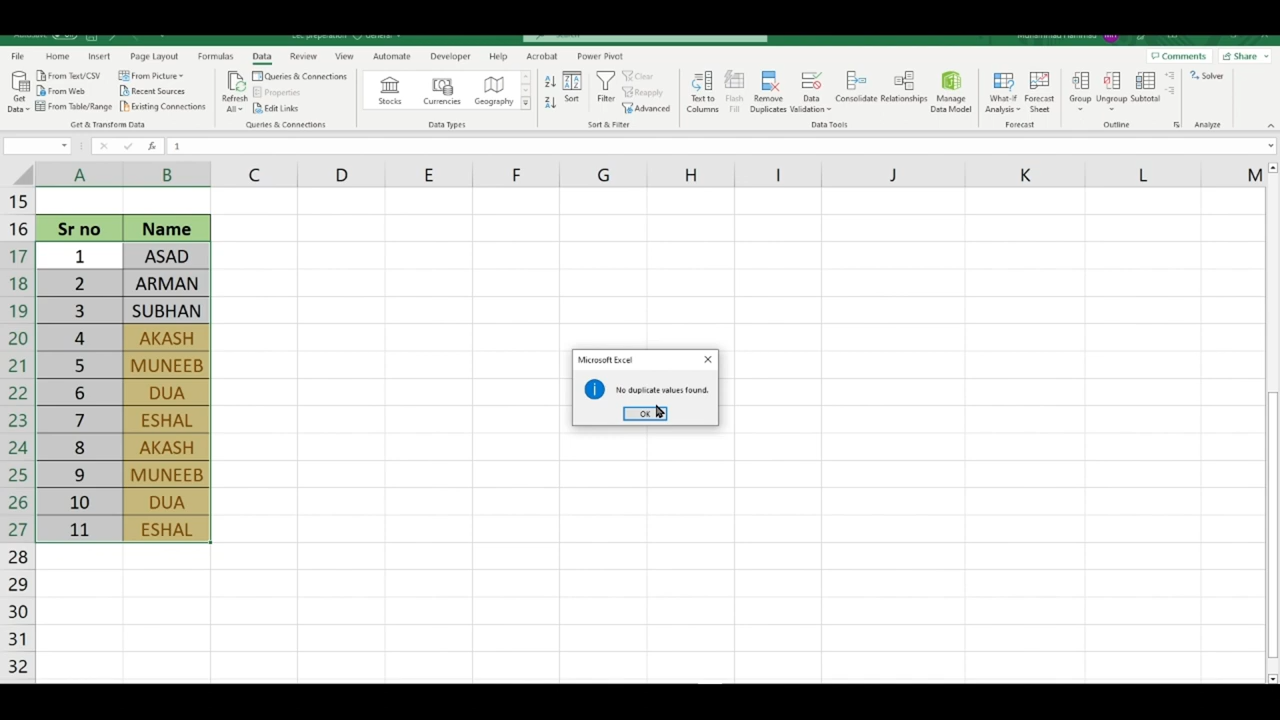 File Home Insert Page Layout Formulas Data Review View Automate Developer Help Acrobat Power Pivot Comments Share
Get Data From Text/CSV From Picture Refresh All Queries & Connections Stocks Currencies Geography Sort Filter Clear Text to Columns Flash Fill Remove Duplicates Data Validation Consolidate Relationships Manage Data Model What-If Analysis Forecast Sheet Group Ungroup Subtotal Solver
From Web Recent Sources Properties Reapply
From Table/Range Existing Connections Edit Links Advanced
Get & Transform Data Queries & Connections Data Types Sort & Filter Data Tools Forecast Outline Analyze
fx 1
A B C D E F G H I J K L M
15
16 Sr no Name
17 1 ASAD
18 2 ARMAN
19 3 SUBHAN
20 4 AKASH
21 5 MUNEEB
22 6 DUA
23 7 ESHAL
24 8 AKASH
25 9 MUNEEB
26 10 DUA
27 11 ESHAL
28
29
30
31
32
Microsoft Excel
No duplicate values found.
OK